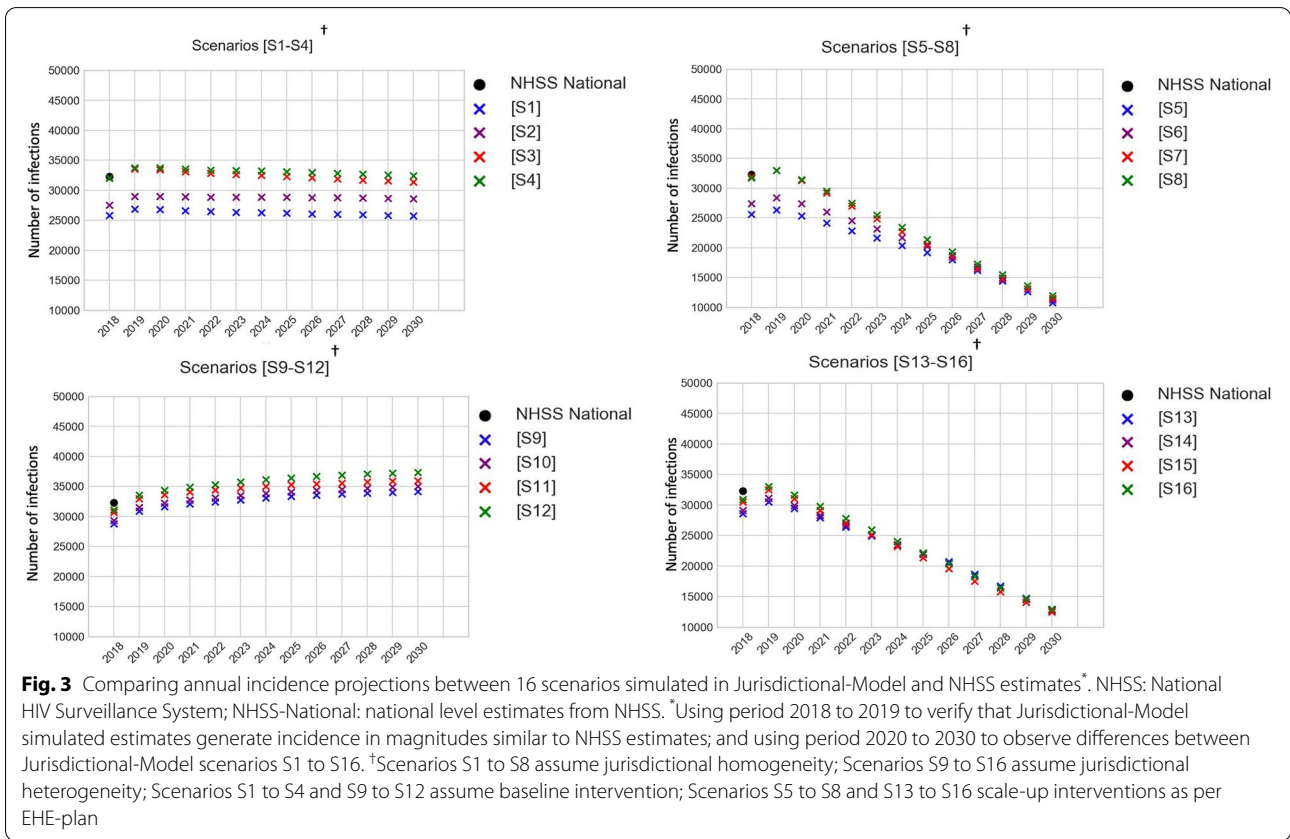 Scenarios [S1-S4] †
Number of infections
50000
45000
40000
35000
30000
25000
20000
15000
10000
2018 2019 2020 2021 2022 2023 2024 2025 2026 2027 2028 2029 2030
NHSS National
[S1]
[S2]
[S3]
[S4]
Scenarios [S5-S8] †
Number of infections
50000
45000
40000
35000
30000
25000
20000
15000
10000
2018 2019 2020 2021 2022 2023 2024 2025 2026 2027 2028 2029 2030
NHSS National
[S5]
[S6]
[S7]
[S8]
Scenarios [S9-S12] †
Number of infections
50000
45000
40000
35000
30000
25000
20000
15000
10000
2018 2019 2020 2021 2022 2023 2024 2025 2026 2027 2028 2029 2030
NHSS National
[S9]
[S10]
[S11]
[S12]
Scenarios [S13-S16] †
Number of infections
50000
45000
40000
35000
30000
25000
20000
15000
10000
2018 2019 2020 2021 2022 2023 2024 2025 2026 2027 2028 2029 2030
NHSS National
[S13]
[S14]
[S15]
[S16]
Fig. 3 Comparing annual incidence projections between 16 scenarios simulated in Jurisdictional-Model and NHSS estimates*. NHSS: National
HIV Surveillance System; NHSS-National: national level estimates from NHSS. *Using period 2018 to 2019 to verify that Jurisdictional-Model
simulated estimates generate incidence in magnitudes similar to NHSS estimates; and using period 2020 to 2030 to observe differences between
Jurisdictional-Model scenarios S1 to S16. †Scenarios S1 to S8 assume jurisdictional homogeneity; Scenarios S9 to S16 assume jurisdictional
heterogeneity; Scenarios S1 to S4 and S9 to S12 assume baseline intervention; Scenarios S5 to S8 and S13 to S16 scale-up interventions as per
EHE-plan